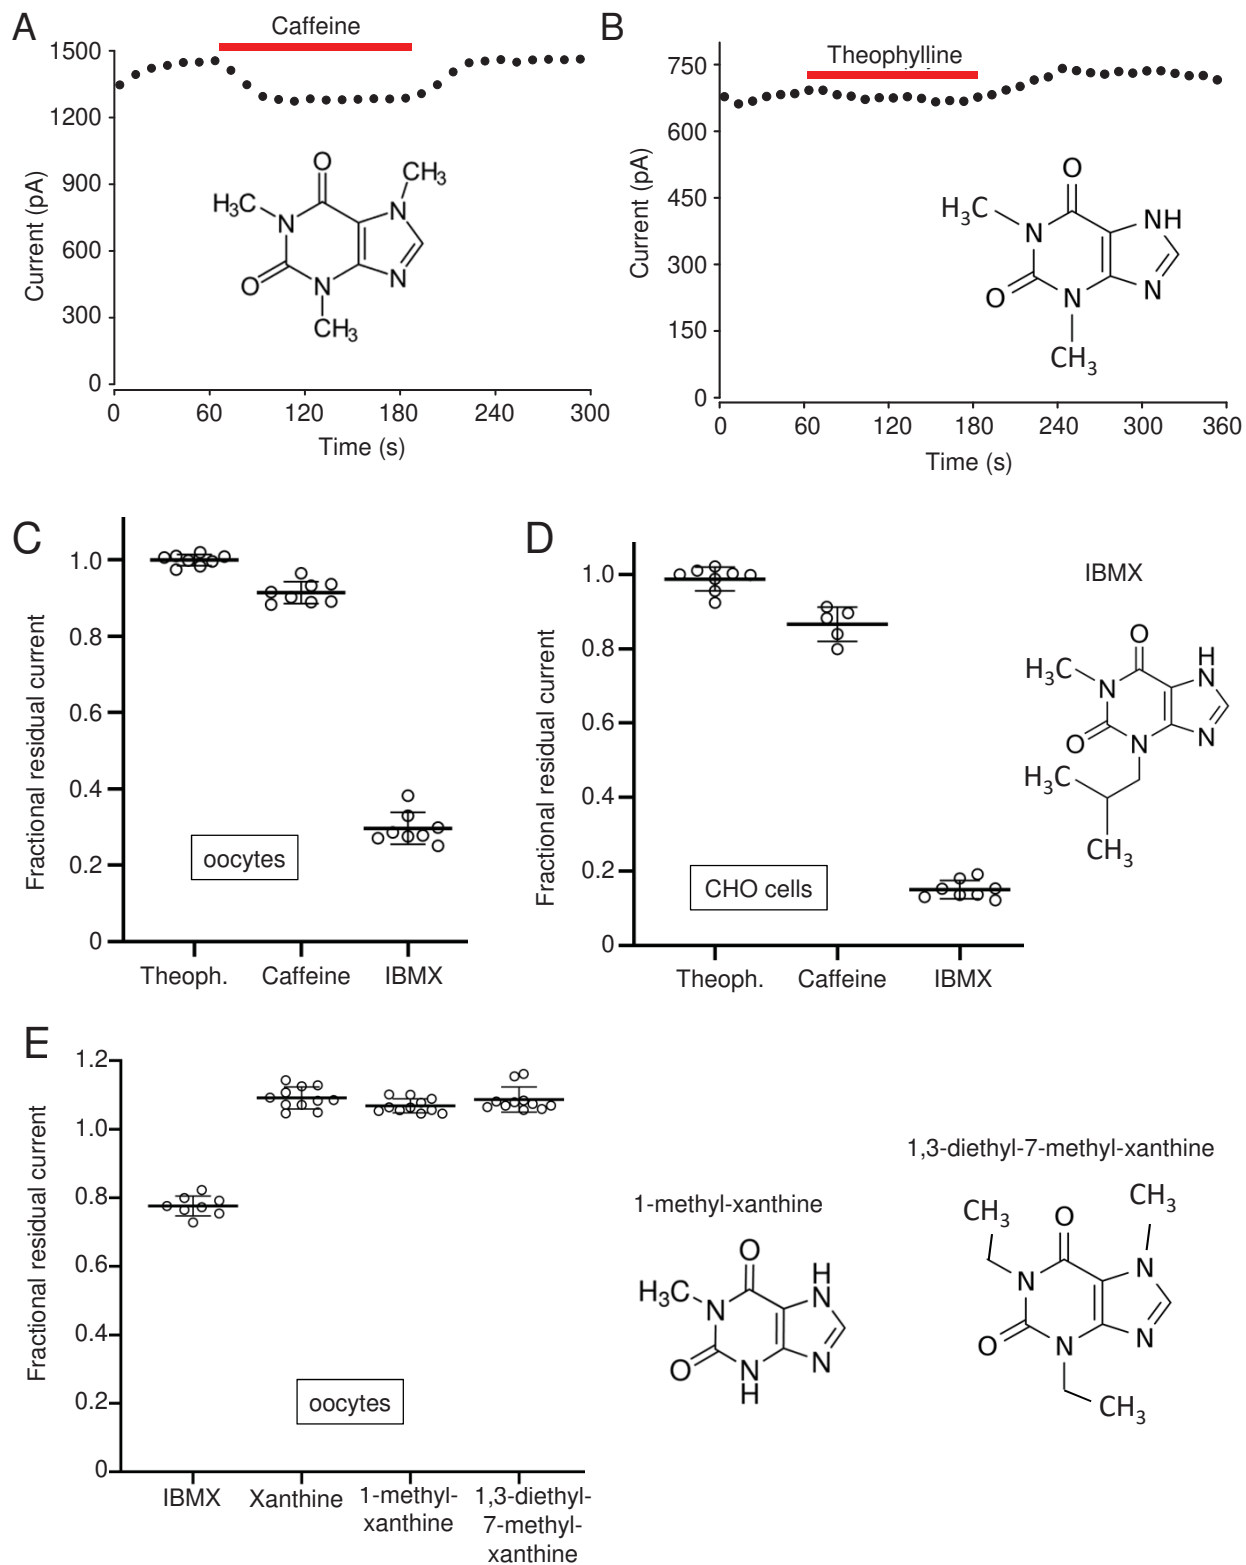 A
Caffeine
1500
1200
900
600
300
0
Current (pA)
0
60
120
180
240
300
Time (s)
O
CH₃
H₃C
N
N
O
N
N
CH₃
B
Theophylline
750
600
450
300
150
0
Current (pA)
0
60
120
180
240
300
360
Time (s)
O
H₃C
N
NH
O
N
N
CH₃
C
1.0
0.8
0.6
0.4
0.2
0
Fractional residual current
oocytes
Theoph.
Caffeine
IBMX
D
1.0
0.8
0.6
0.4
0.2
0
Fractional residual current
CHO cells
Theoph.
Caffeine
IBMX
IBMX
O
H
H₃C
N
N
O
N
N
H₃C
CH₃
E
1.2
1.0
0.8
0.6
0.4
0.2
0
Fractional residual current
oocytes
IBMX
Xanthine
1-methyl-
xanthine
1,3-diethyl-
7-methyl-
xanthine
1-methyl-xanthine
O
H
H₃C
N
N
O
N
H
N
1,3-diethyl-7-methyl-xanthine
CH₃
CH₃
O
N
N
O
N
N
CH₃